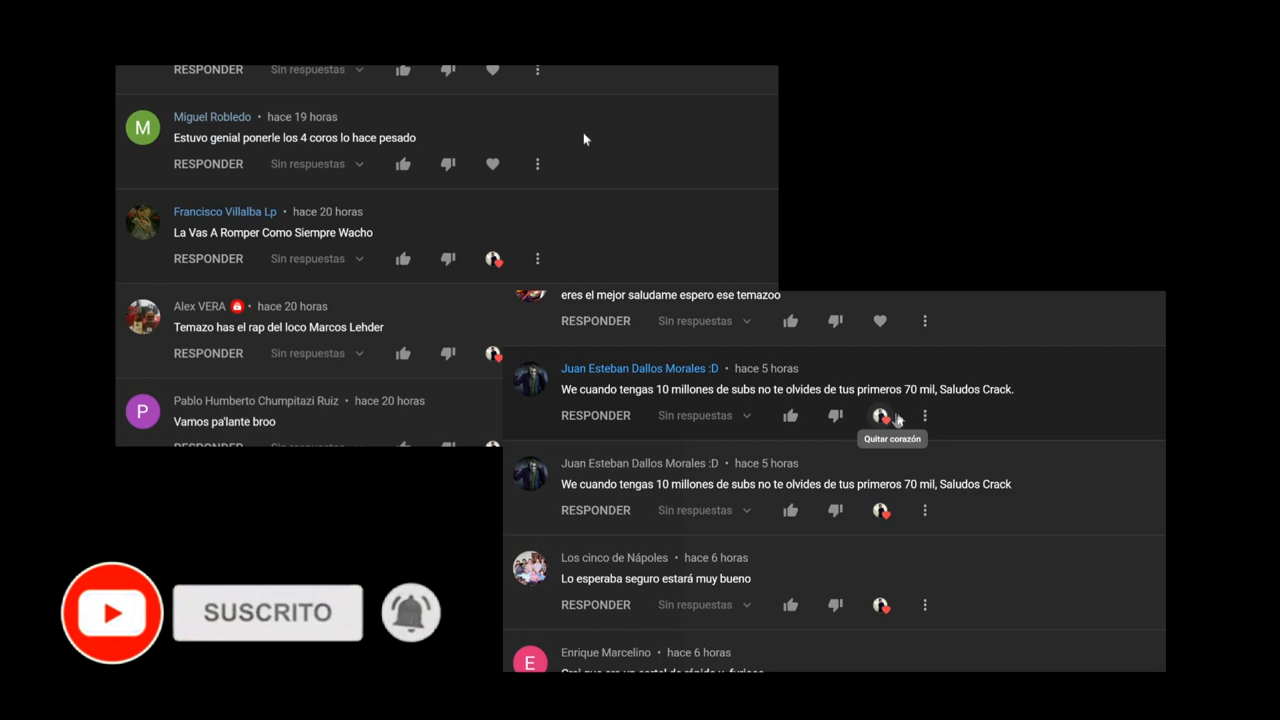 RESPONDER Sin respuestas
Miguel Robledo • hace 19 horas
M
Estuvo genial ponerle los 4 coros lo hace pesado
RESPONDER Sin respuestas
Francisco Villalba Lp • hace 20 horas
La Vas A Romper Como Siempre Wacho
RESPONDER Sin respuestas
Alex VERA • hace 20 horas
Temazo has el rap del loco Marcos Lehder
RESPONDER Sin respuestas
Pablo Humberto Chumpitazi Ruiz • hace 20 horas
P
Vamos pa'lante broo
eres el mejor saludame espero ese temazoo
RESPONDER Sin respuestas
Juan Esteban Dallos Morales :D • hace 5 horas
We cuando tengas 10 millones de subs no te olvides de tus primeros 70 mil, Saludos Crack.
RESPONDER Sin respuestas
Quitar corazón
Juan Esteban Dallos Morales :D • hace 5 horas
We cuando tengas 10 millones de subs no te olvides de tus primeros 70 mil, Saludos Crack
RESPONDER Sin respuestas
Los cinco de Nápoles • hace 6 horas
Lo esperaba seguro estará muy bueno
RESPONDER Sin respuestas
Enrique Marcelino • hace 6 horas
E
SUSCRITO